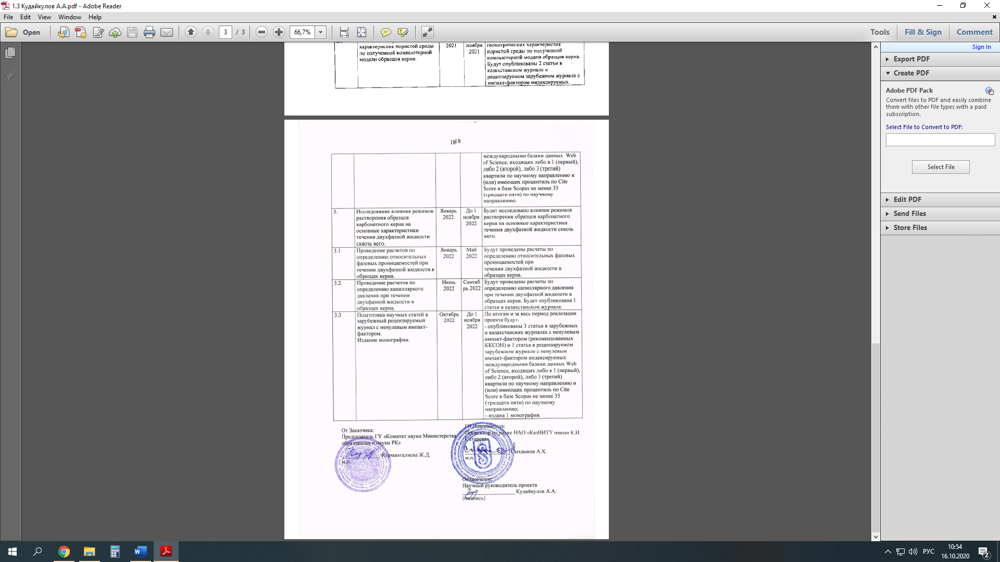 1.3 Кудайкулов А.А.pdf - Adobe Reader
File Edit View Window Help
Open
3 / 3
66,7%
Tools Fill & Sign Comment
Sign In
Export PDF
Create PDF
Adobe PDF Pack
Convert files to PDF and easily combine
them with other file types with a paid
subscription.
Select File to Convert to PDF:
Select File
Edit PDF
Send Files
Store Files
характеристик пористой среды
по полученной компьютерной
модели образцов керна.
2021
ноября
2021
геометрических характеристик
пористой среды по полученной
компьютерной модели образцов керна.
Будут опубликованы 2 статьи в
казахстанском журнале и
рецензируемом зарубежном журнале с
импакт-фактором индексируемых
1818
международными базами данных Web
of Science, входящих либо в 1 (первый),
либо 2 (второй), либо 3 (третий)
квартили по научному направлению и
(или) имеющих процентиль по Cite
Score в базе Scopus не менее 35
(тридцати пяти) по научному
направлению.
3.
Исследование влияния режимов
растворения образцов
карбонатного керна на
основные характеристики
течения двухфазной жидкости
сквозь него.
Январь
2022
До 1
ноября
2022
Будет исследовано влияние режимов
растворения образцов карбонатного
керна на основные характеристики
течения двухфазной жидкости сквозь
него.
3.1
Проведение расчетов по
определению относительных
фазовых проницаемостей при
течении двухфазной жидкости в
образцах керна.
Январь
2022
Май
2022
Будут проведены расчеты по
определению относительных фазовых
проницаемостей при
течении двухфазной жидкости в
образцах керна.
3.2
Проведение расчетов по
определению капиллярного
давления при течении
двухфазной жидкости в
образцах керна.
Июнь
2022
Сентяб
рь 2022
Будут проведены расчеты по
определению капиллярного давления
при течении двухфазной жидкости в
образцах керна. Будет опубликована 1
статья в казахстанском журнале.
3.3
Подготовка научных статей в
зарубежный рецензируемый
журнал с ненулевым импакт-
фактором.
Издание монографии.
Октябрь
2022
До 1
ноября
2022
По итогам и за весь период реализации
проекта будут:
- опубликованы 3 статьи в зарубежных
и казахстанских журналах с ненулевым
импакт-фактором (рекомендованных
ККСОН) и 1 статья в рецензируемом
зарубежном журнале с ненулевым
импакт-фактором индексируемых
международными базами данных Web
of Science, входящих либо в 1 (первый),
либо 2 (второй), либо 3 (третий)
квартили по научному направлению и
(или) имеющих процентиль по Cite
Score в базе Scopus не менее 35
(тридцати пяти) по научному
направлению;
- издана 1 монография.
От Заказчика:
Председатель ГУ «Комитет науки Министерства
образования и науки РК»
Курмангалиева Ж.Д.
м.п.
От Исполнителя:
Проректор по науке НАО «КазНИТУ имени К.И.
Сатпаева»
Сыздыков А.Х.
м.п.
Ознакомлен:
Научный руководитель проекта
Кудайкулов А.А.
(подпись)
РУС
10:54
16.10.2020
2